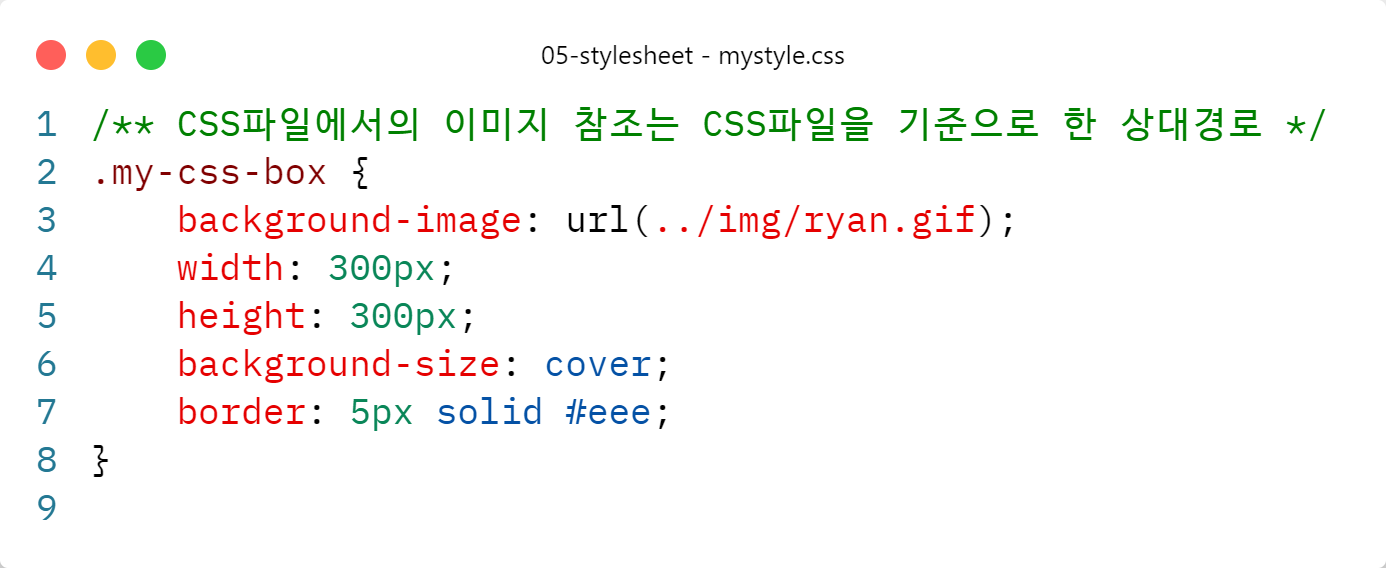 05-stylesheet - mystyle.css
1 /** CSS파일에서의 이미지 참조는 CSS파일을 기준으로 한 상대경로 */
2 .my-css-box {
3     background-image: url(../img/ryan.gif);
4     width: 300px;
5     height: 300px;
6     background-size: cover;
7     border: 5px solid #eee;
8 }
9